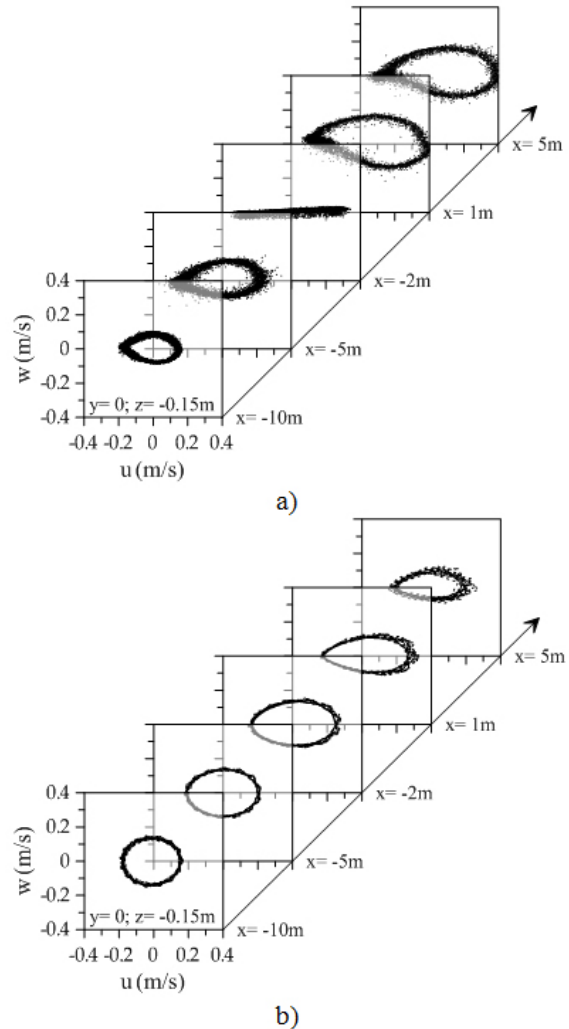 x= 5m
x= 1m
x= -2m
0.4
0.2
0
-0.2
-0.4
w (m/s)
x= -5m
y= 0; z= -0.15m
x= -10m
-0.4 -0.2 0 0.2 0.4
u (m/s)
a)
x= 5m
x= 1m
x= -2m
0.4
0.2
0
-0.2
-0.4
w (m/s)
x= -5m
y= 0; z= -0.15m
x= -10m
-0.4 -0.2 0 0.2 0.4
u (m/s)
b)